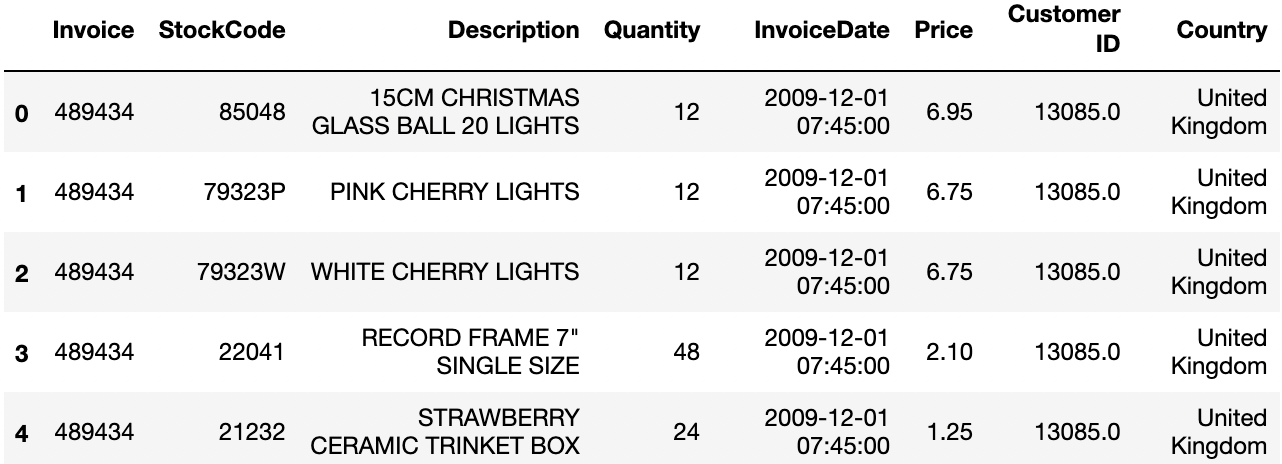 Invoice StockCode Description Quantity InvoiceDate Price Customer ID Country
0 489434 85048 15CM CHRISTMAS GLASS BALL 20 LIGHTS 12 2009-12-01 07:45:00 6.95 13085.0 United Kingdom
1 489434 79323P PINK CHERRY LIGHTS 12 2009-12-01 07:45:00 6.75 13085.0 United Kingdom
2 489434 79323W WHITE CHERRY LIGHTS 12 2009-12-01 07:45:00 6.75 13085.0 United Kingdom
3 489434 22041 RECORD FRAME 7" SINGLE SIZE 48 2009-12-01 07:45:00 2.10 13085.0 United Kingdom
4 489434 21232 STRAWBERRY CERAMIC TRINKET BOX 24 2009-12-01 07:45:00 1.25 13085.0 United Kingdom